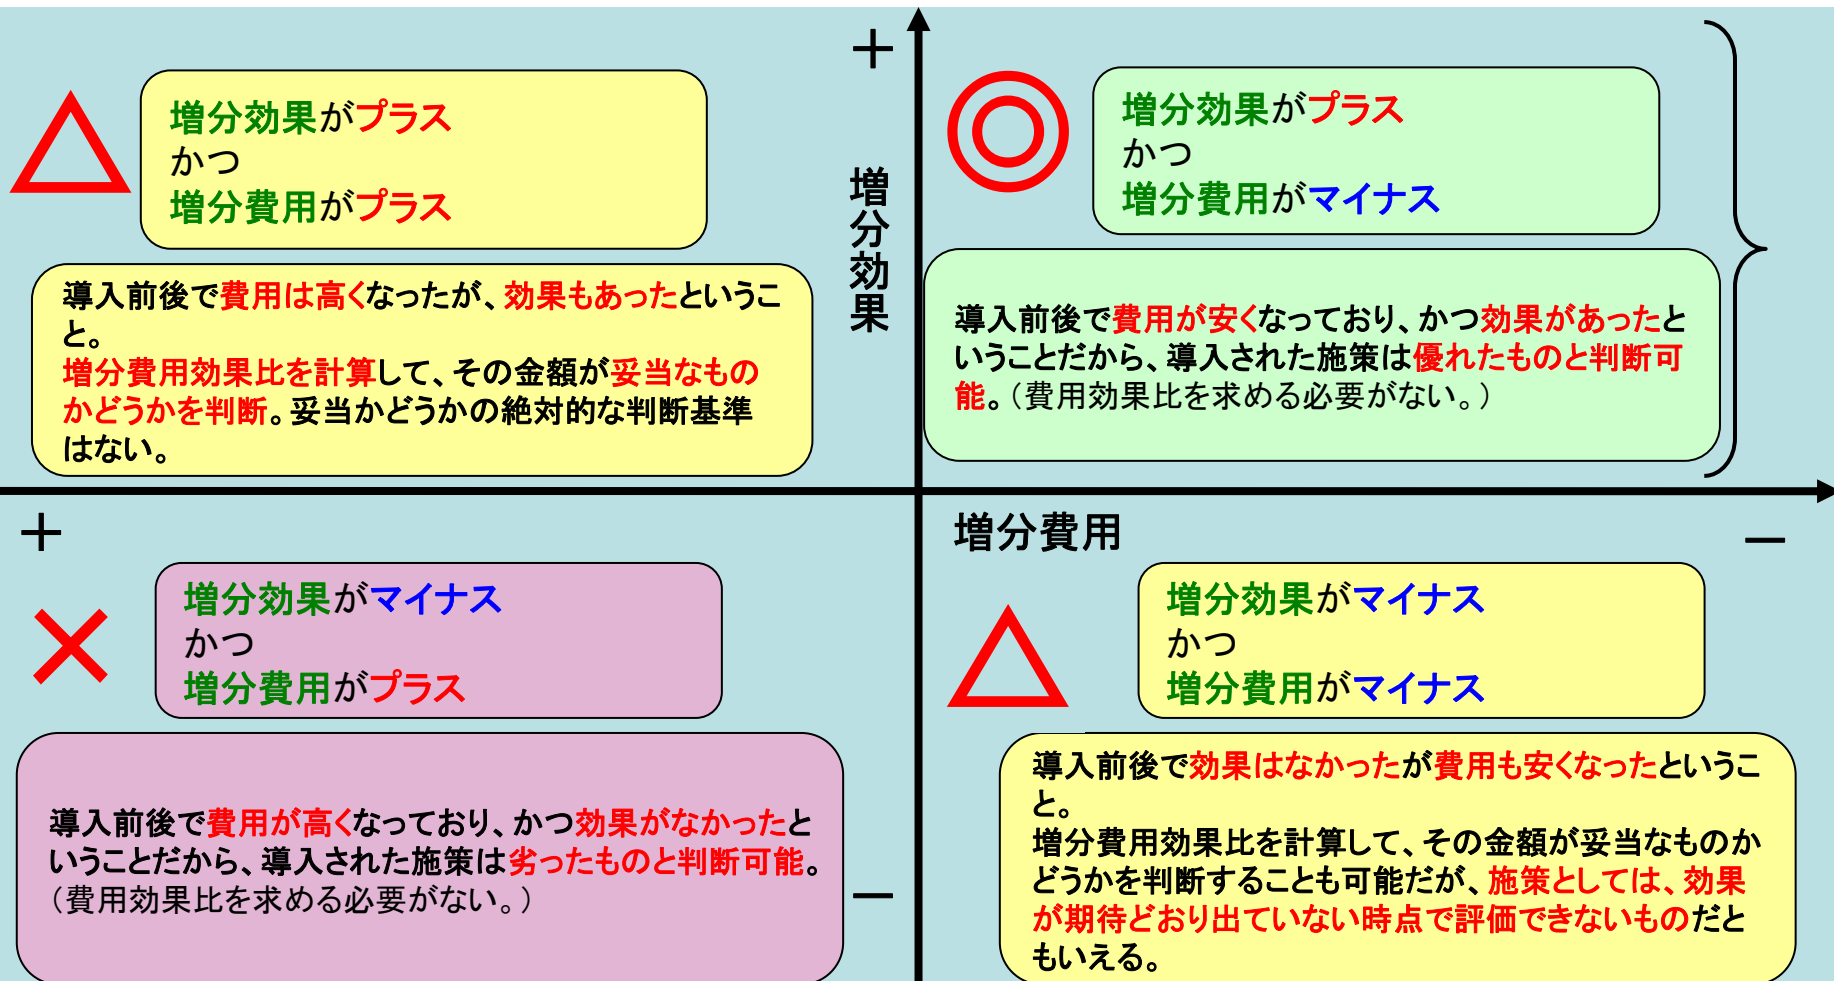 ＋
増分効果がプラス
かつ
増分費用がプラス
導入前後で費用は高くなったが、効果もあったというこ
と。
増分費用効果比を計算して、その金額が妥当なもの
かどうかを判断。妥当かどうかの絶対的な判断基準
はない。
増分効果
増分効果がプラス
かつ
増分費用がマイナス
導入前後で費用が安くなっており、かつ効果があったと
いうことだから、導入された施策は優れたものと判断可
能。（費用効果比を求める必要がない。）
＋
増分費用
－
増分効果がマイナス
かつ
増分費用がプラス
導入前後で費用が高くなっており、かつ効果がなかったと
いうことだから、導入された施策は劣ったものと判断可能。
（費用効果比を求める必要がない。）
－
増分効果がマイナス
かつ
増分費用がマイナス
導入前後で効果はなかったが費用も安くなったというこ
と。
増分費用効果比を計算して、その金額が妥当なものか
どうかを判断することも可能だが、施策としては、効果
が期待どおり出ていない時点で評価できないものだと
もいえる。